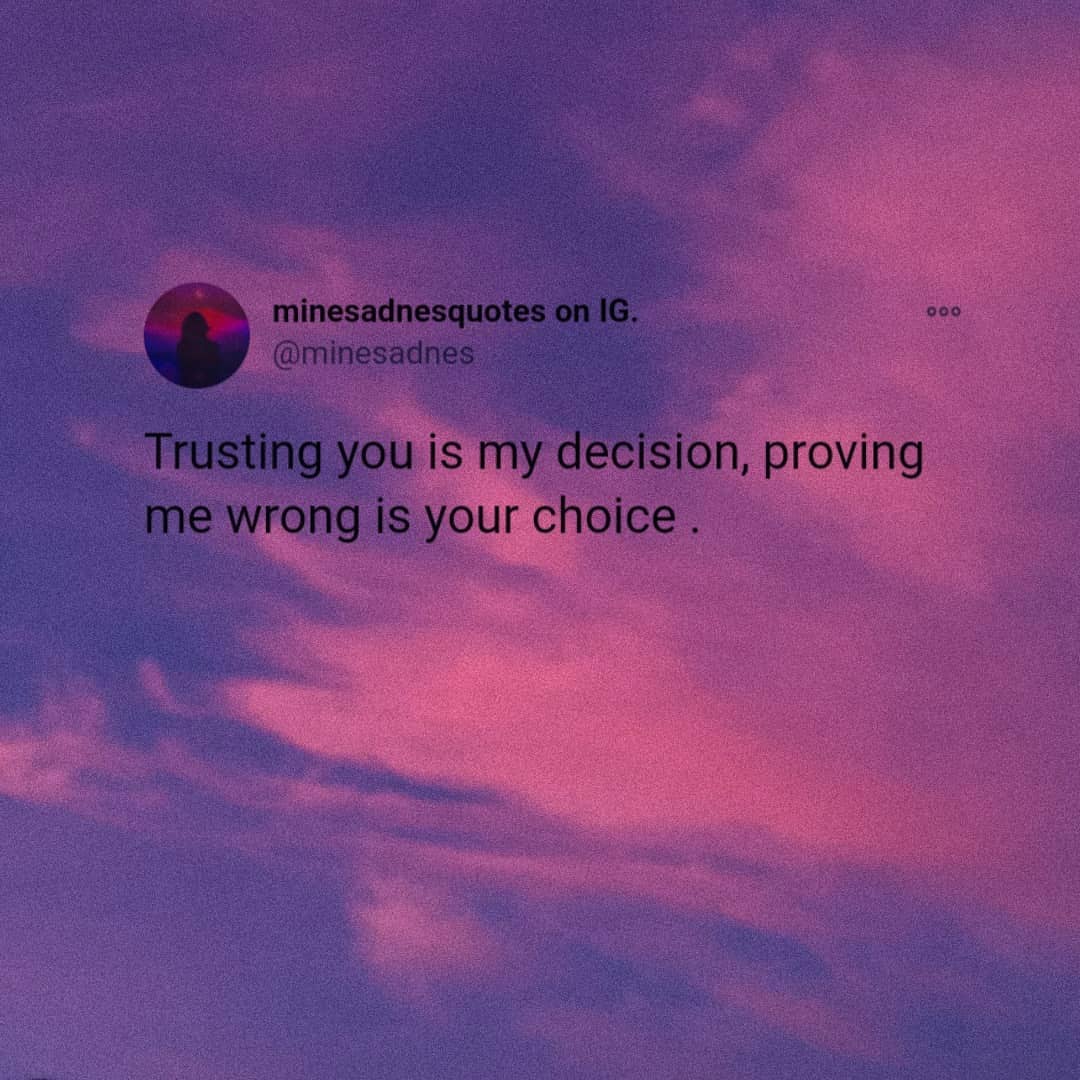 minesadnesquotes on IG.
@minesadnes
Trusting you is my decision, proving
me wrong is your choice .